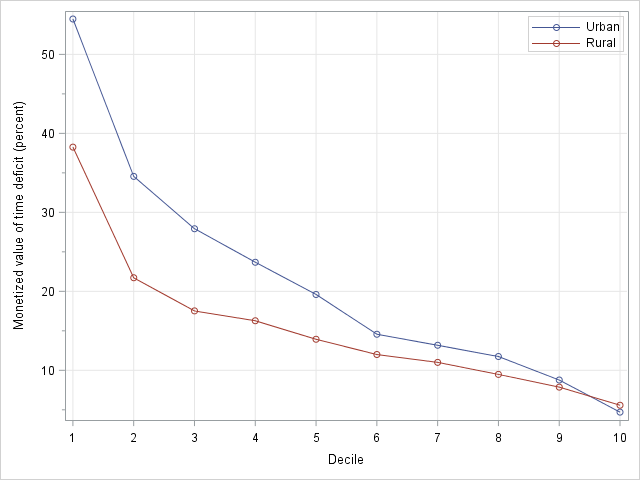 Urban
Rural
Monetized value of time deficit (percent)
50
40
30
20
10
1 2 3 4 5 6 7 8 9 10
Decile